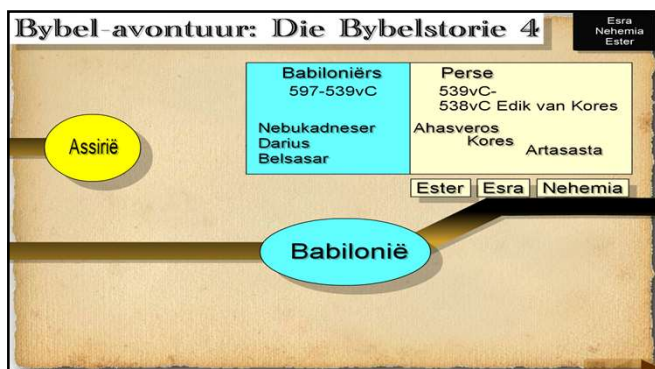 Bybel-avontuur: Die Bybelstorie 4
Esra
Nehemia
Ester
Babiloniërs
597-539vC
Nebukadneser
Darius
Belsasar
Perse
539vC-
538vC Edik van Kores
Ahasveros
Kores
Artasasta
Ester
Esra
Nehemia
Assirië
Babilonië